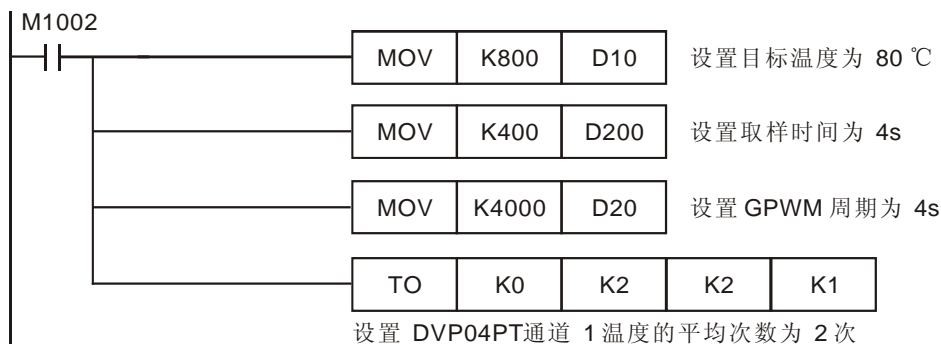 M1002
MOV K800 D10 设置目标温度为 80 ℃
MOV K400 D200 设置取样时间为 4s
MOV K4000 D20 设置 GPWM 周期为 4s
TO K0 K2 K2 K1
设置 DVP04PT通道 1温度的平均次数为 2次